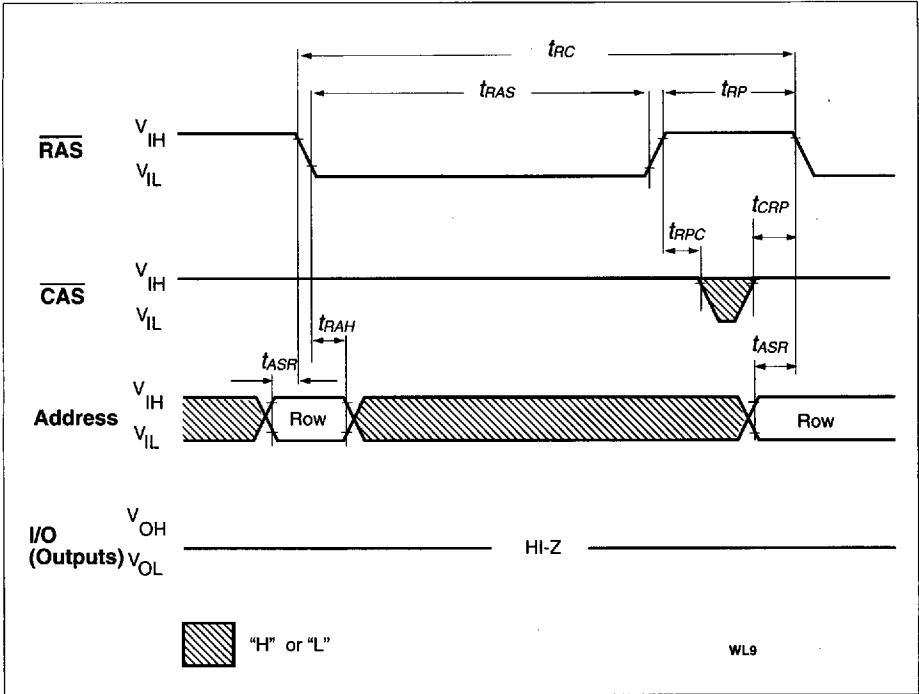 tRC
tRAS
tRP
RAS
VIH
VIL
tCRP
tRPC
CAS
VIH
VIL
tRAH
tASR
tASR
Address
VIH
VIL
Row
Row
I/O
(Outputs)
VOH
VOL
HI-Z
"H" or "L"
WL9